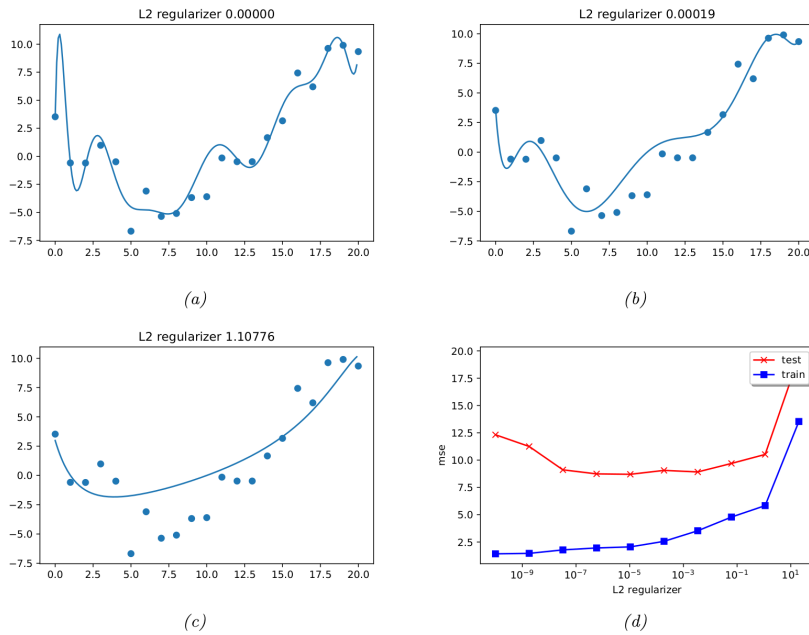 L2 regularizer 0.00000
10.0
7.5
5.0
2.5
0.0
−2.5
−5.0
−7.5
0.0 2.5 5.0 7.5 10.0 12.5 15.0 17.5 20.0
(a)
L2 regularizer 0.00019
10.0
7.5
5.0
2.5
0.0
−2.5
−5.0
−7.5
0.0 2.5 5.0 7.5 10.0 12.5 15.0 17.5 20.0
(b)
L2 regularizer 1.10776
10.0
7.5
5.0
2.5
0.0
−2.5
−5.0
−7.5
0.0 2.5 5.0 7.5 10.0 12.5 15.0 17.5 20.0
(c)
20.0
17.5
15.0
12.5
10.0
7.5
5.0
2.5
mse
test
train
10⁻⁹ 10⁻⁷ 10⁻⁵ 10⁻³ 10⁻¹ 10¹
L2 regularizer
(d)